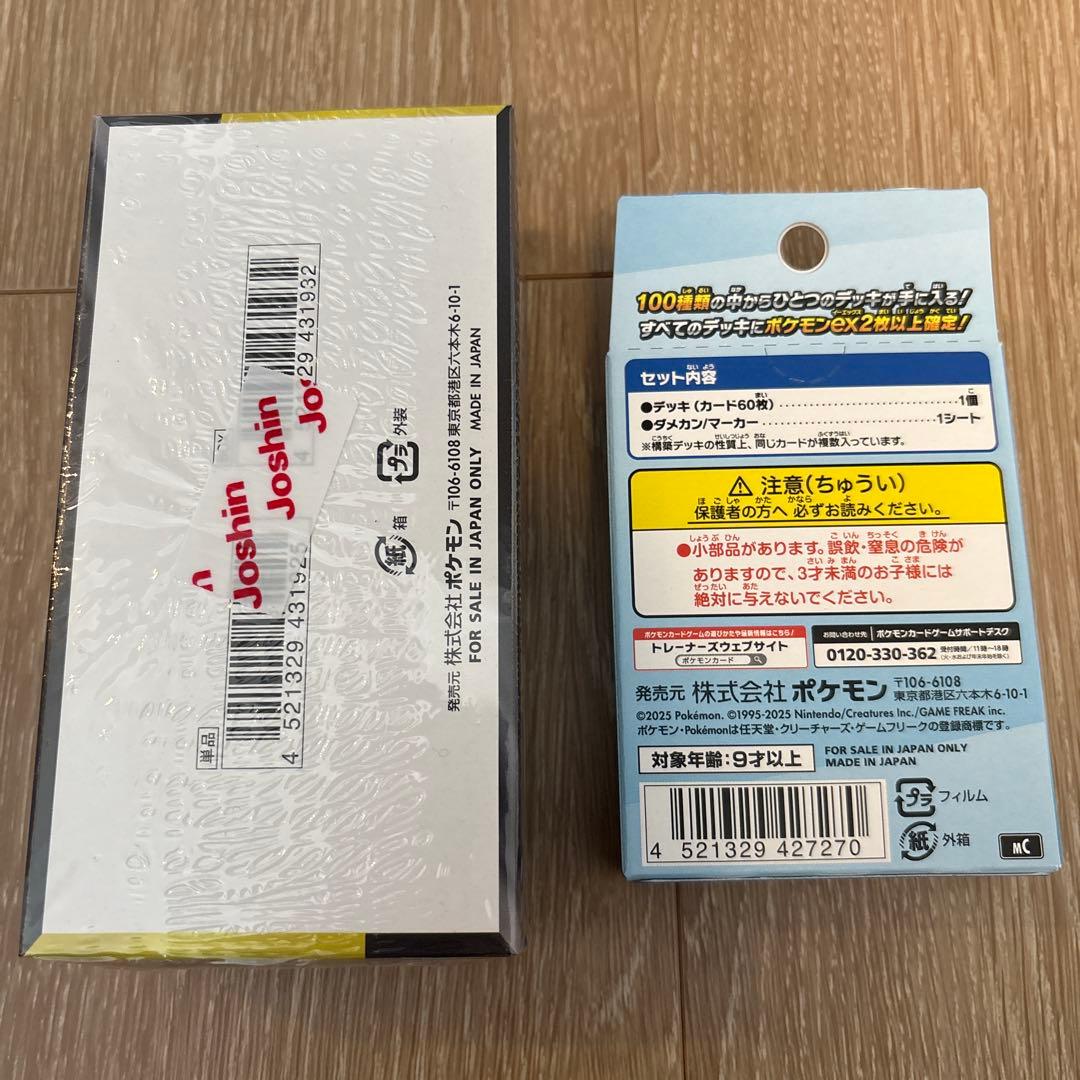 29 431932
Joshin
Joshin
Jo
n
4 521329 431925
単品
プラ 外装
紙 箱
発売元 株式会社ポケモン 〒106-6108 東京都港区六本木6-10-1
FOR SALE IN JAPAN ONLY MADE IN JAPAN
100種類の中からひとつのデッキが手に入る!
すべてのデッキにポケモンex2枚以上確定!
セット内容
●デッキ(カード60枚)‥‥‥‥‥‥‥‥1個
●ダメカン/マーカー‥‥‥‥‥‥‥‥1シート
※構築デッキの性質上、同じカードが複数入っています。
注意(ちゅうい)
保護者の方へ 必ずお読みください。
●小部品があります。誤飲・窒息の危険が
ありますので、3才未満のお子様には
絶対に与えないでください。
ポケモンカードゲームの遊びかたや最新情報はこちら!
トレーナーズウェブサイト
ポケモンカード
お問い合わせ先 ポケモンカードゲームサポートデスク
0120-330-362 受付時間/11時〜18時
(火・水および年末年始を除く)
発売元 株式会社ポケモン 〒106-6108
東京都港区六本木6-10-1
©2025 Pokémon. ©1995-2025 Nintendo/Creatures Inc./GAME FREAK inc.
ポケモン・Pokémonは任天堂・クリーチャーズ・ゲームフリークの登録商標です。
対象年齢:9才以上
FOR SALE IN JAPAN ONLY
MADE IN JAPAN
4 521329 427270
プラ フィルム
紙 外箱
MC